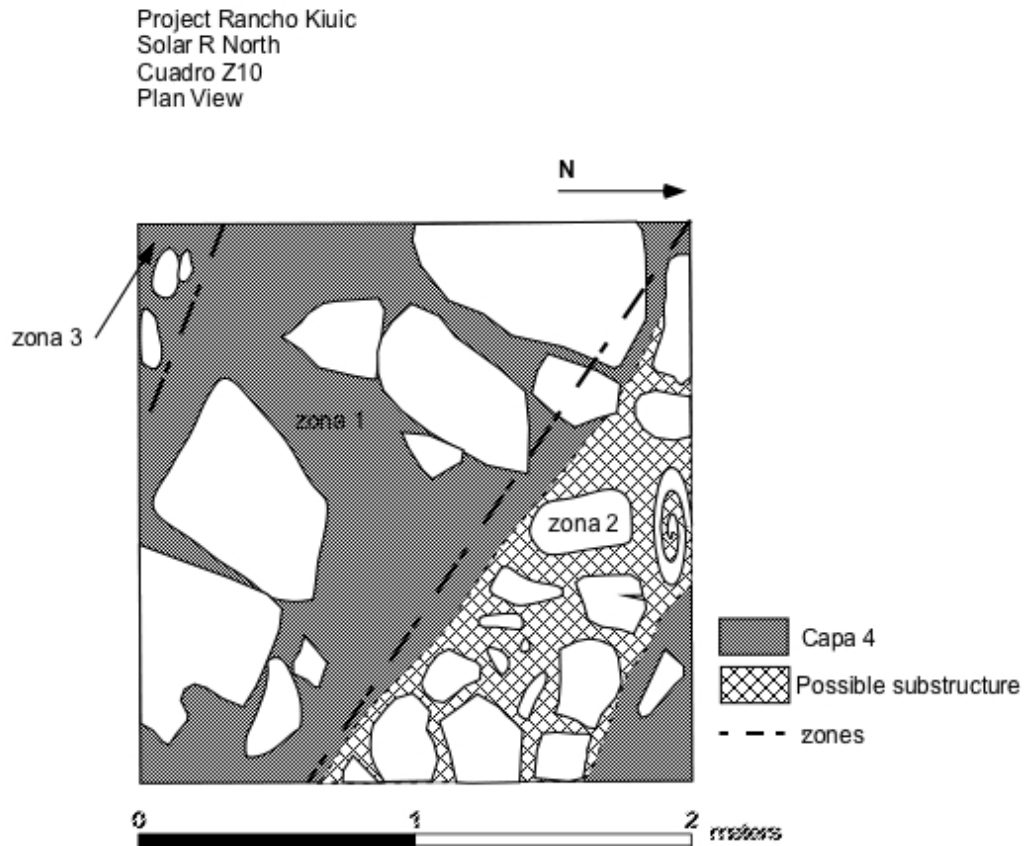 Project Rancho Kiuic
Solar R North
Cuadro Z10
Plan View
N
zona 3
zona 1
zona 2
Capa 4
Possible substructure
zones
0 1 2 meters